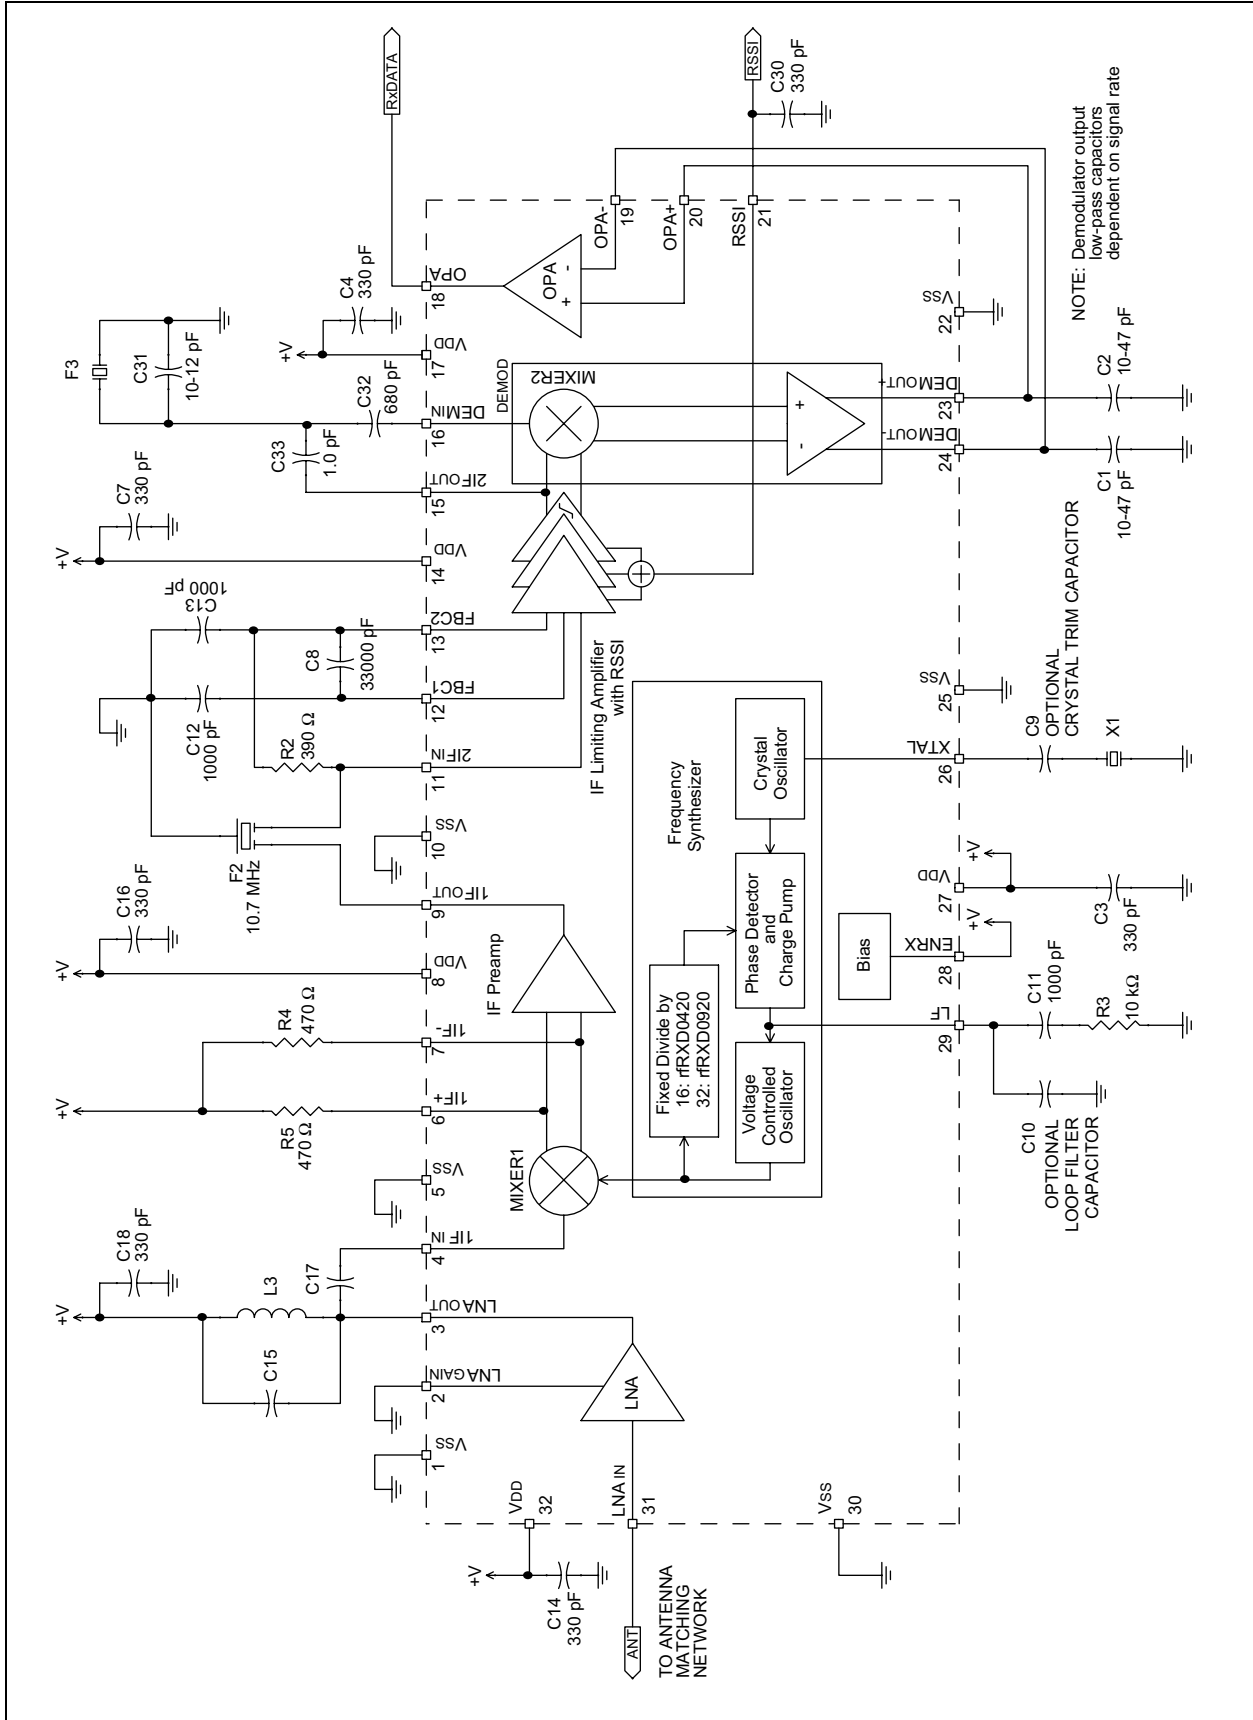 RxDATA
RSSI
C30
330 pF
F3
C31
10-12 pF
+V
C4
330 pF
C32
680 pF
C33
1.0 pF
+V
C7
330 pF
C13
1000 pF
C8
33000 pF
C12
1000 pF
R2
390 Ω
F2
10.7 MHz
+V
C16
330 pF
+V
R4
470 Ω
R5
470 Ω
+V
C18
330 pF
L3
C17
C15
OPA
18
VDD
17
DEMIN
16
2IFOUT
15
VDD
14
FBC2
13
FBC1
12
2IFIN
11
VSS
10
1IFOUT
9
VDD
8
1IF-
7
1IF+
6
VSS
5
1IF IN
4
LNA OUT
3
LNA GAIN
2
VSS
1
OPA-
19
OPA+
20
RSSI
21
OPA
+
-
DEMOD
MIXER2
+
-
IF Limiting Amplifier
with RSSI
IF Preamp
MIXER1
LNA
Frequency
Synthesizer
Crystal
Oscillator
Phase Detector
and
Charge Pump
Fixed Divide by
16: rfRXD0420
32: rfRXD0920
Voltage
Controlled
Oscillator
Bias
VDD
32
LNA IN
31
VSS
30
+V
C14
330 pF
ANT
TO ANTENNA
MATCHING
NETWORK
VSS
22
DEMOUT+
23
DEMOUT-
24
VSS
25
XTAL
26
VDD
27
ENRX
28
LF
29
NOTE: Demodulator output
low-pass capacitors
dependent on signal rate
C2
10-47 pF
C1
10-47 pF
C9
OPTIONAL
CRYSTAL TRIM CAPACITOR
X1
+V
C3
330 pF
+V
C11
1000 pF
R3
10 kΩ
C10
OPTIONAL
LOOP FILTER
CAPACITOR